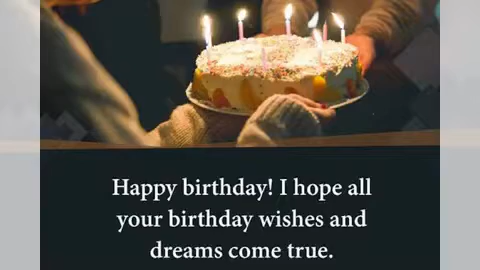 Happy birthday! I hope all
your birthday wishes and
dreams come true.